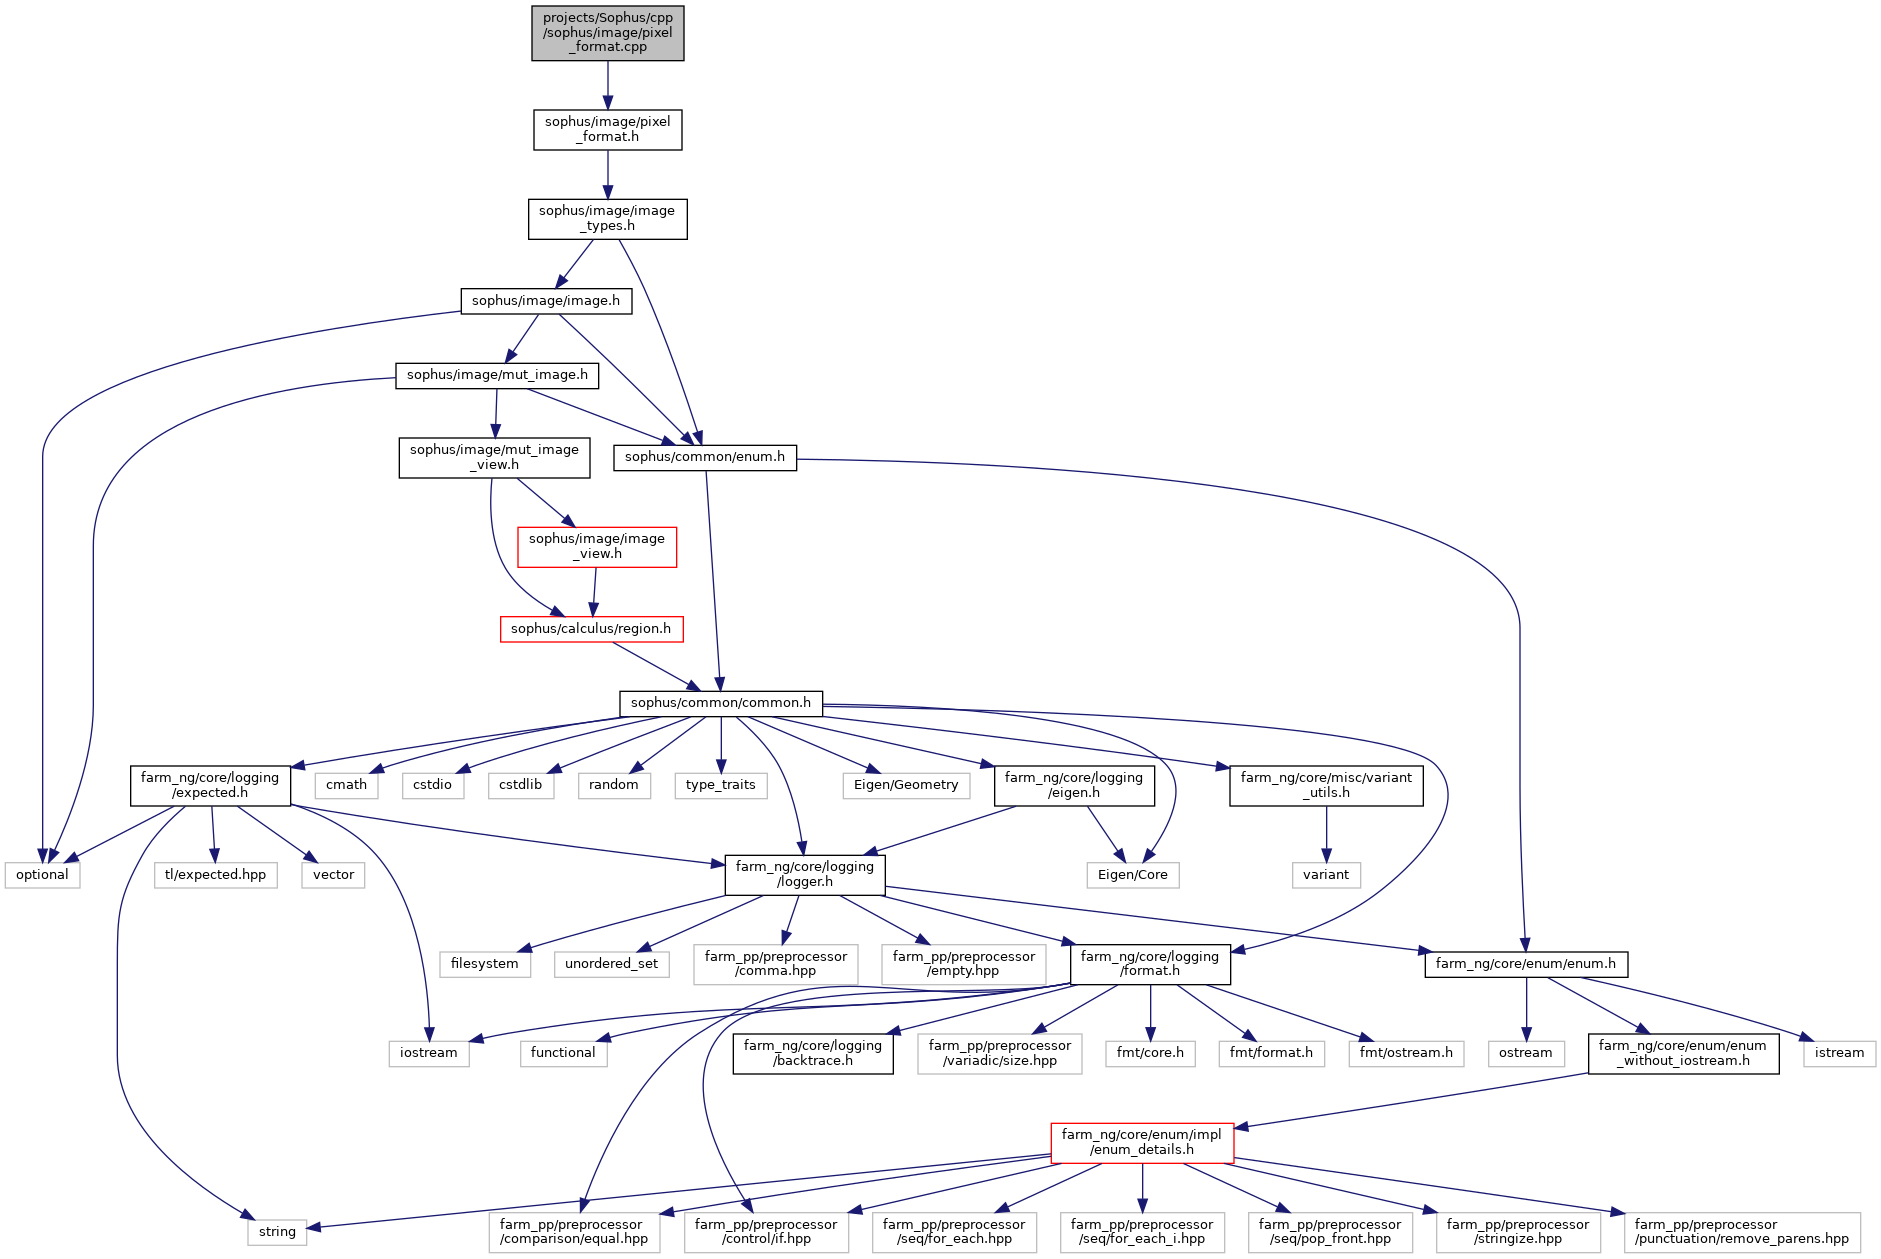 projects/Sophus/cpp
/sophus/image/pixel
_format.cpp
sophus/image/pixel
_format.h
sophus/image/image
_types.h
sophus/image/image.h
sophus/image/mut_image.h
sophus/image/mut_image
_view.h
sophus/common/enum.h
sophus/image/image
_view.h
sophus/calculus/region.h
sophus/common/common.h
farm_ng/core/logging
/expected.h
cmath
cstdio
cstdlib
random
type_traits
Eigen/Geometry
farm_ng/core/logging
/eigen.h
farm_ng/core/misc/variant
_utils.h
optional
tl/expected.hpp
vector
farm_ng/core/logging
/logger.h
Eigen/Core
variant
filesystem
unordered_set
farm_pp/preprocessor
/comma.hpp
farm_pp/preprocessor
/empty.hpp
farm_ng/core/logging
/format.h
farm_ng/core/enum/enum.h
iostream
functional
farm_ng/core/logging
/backtrace.h
farm_pp/preprocessor
/variadic/size.hpp
fmt/core.h
fmt/format.h
fmt/ostream.h
ostream
farm_ng/core/enum/enum
_without_iostream.h
istream
farm_ng/core/enum/impl
/enum_details.h
string
farm_pp/preprocessor
/comparison/equal.hpp
farm_pp/preprocessor
/control/if.hpp
farm_pp/preprocessor
/seq/for_each.hpp
farm_pp/preprocessor
/seq/for_each_i.hpp
farm_pp/preprocessor
/seq/pop_front.hpp
farm_pp/preprocessor
/stringize.hpp
farm_pp/preprocessor
/punctuation/remove_parens.hpp